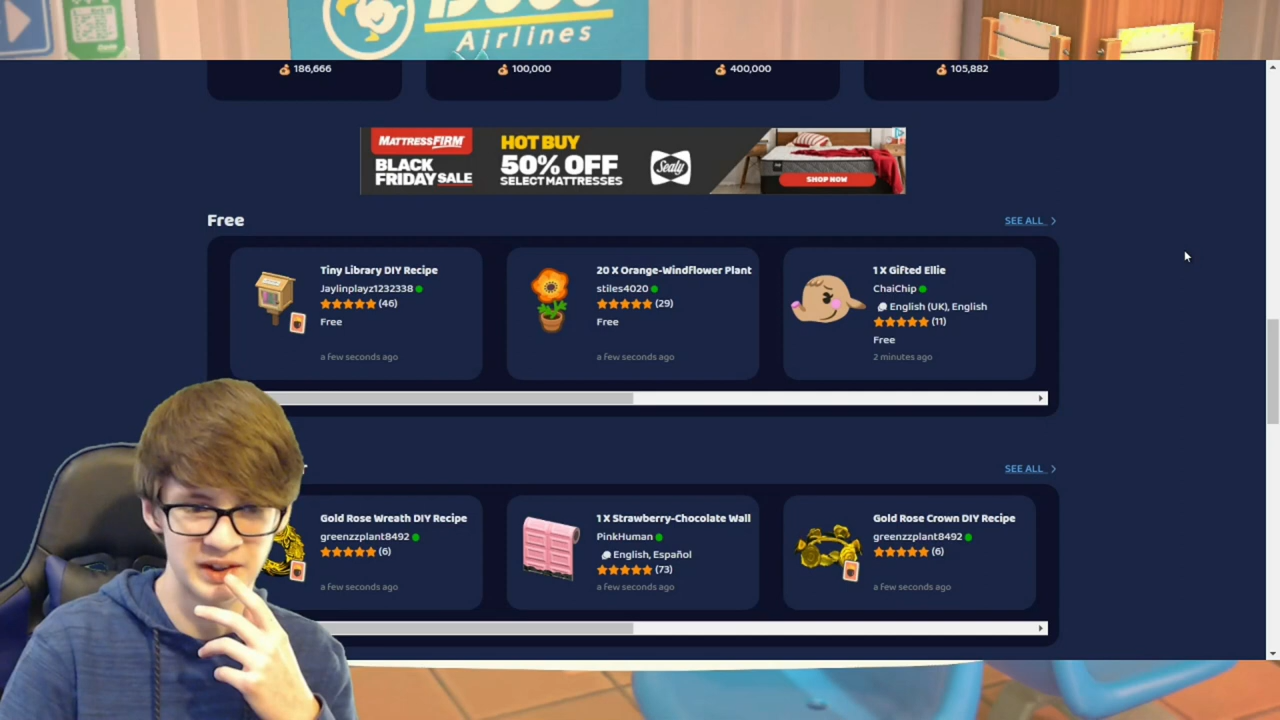 Airlines
186,666
100,000
400,000
105,882
MATTRESSFIRM
BLACK
FRIDAY SALE
HOT BUY
50% OFF
SELECT MATTRESSES
Sealy
SHOP NOW
Free
SEE ALL
Tiny Library DIY Recipe
Jaylinplayz1232338
(46)
Free
a few seconds ago
20 X Orange-Windflower Plant
stiles4020
(29)
Free
a few seconds ago
1 X Gifted Ellie
ChaiChip
English (UK), English
(11)
Free
2 minutes ago
SEE ALL
Gold Rose Wreath DIY Recipe
greenzzplant8492
(6)
a few seconds ago
1 X Strawberry-Chocolate Wall
PinkHuman
English, Español
(73)
a few seconds ago
Gold Rose Crown DIY Recipe
greenzzplant8492
(6)
a few seconds ago